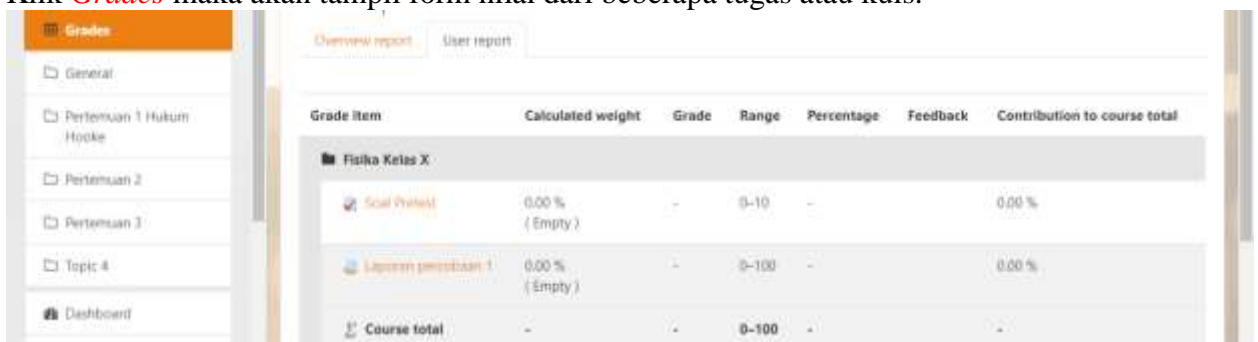 Klik Grades maka akan tampil form nilai dari beberapa tugas atau kuis.
Grades
General
Pertemuan 1 Hukum
Hooke
Pertemuan 2
Pertemuan 3
Topic 4
Dashboard
Overview report User report
Grade item Calculated weight Grade Range Percentage Feedback Contribution to course total
Fisika Kelas X
Soal Pretest 0.00 % - 0–10 - 0.00 %
( Empty )
Laporan percobaan 1 0.00 % - 0–100 - 0.00 %
( Empty )
Course total - - 0–100 - -